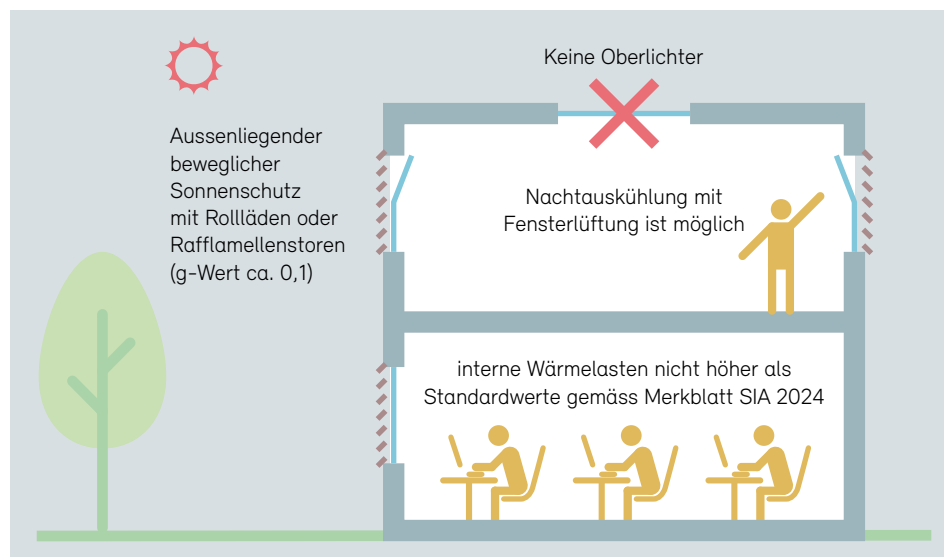 Keine Oberlichter
Aussenliegender
beweglicher
Sonnenschutz
mit Rollläden oder
Rafflamellenstoren
(g-Wert ca. 0,1)
Nachtauskühlung mit
Fensterlüftung ist möglich
interne Wärmelasten nicht höher als
Standardwerte gemäss Merkblatt SIA 2024